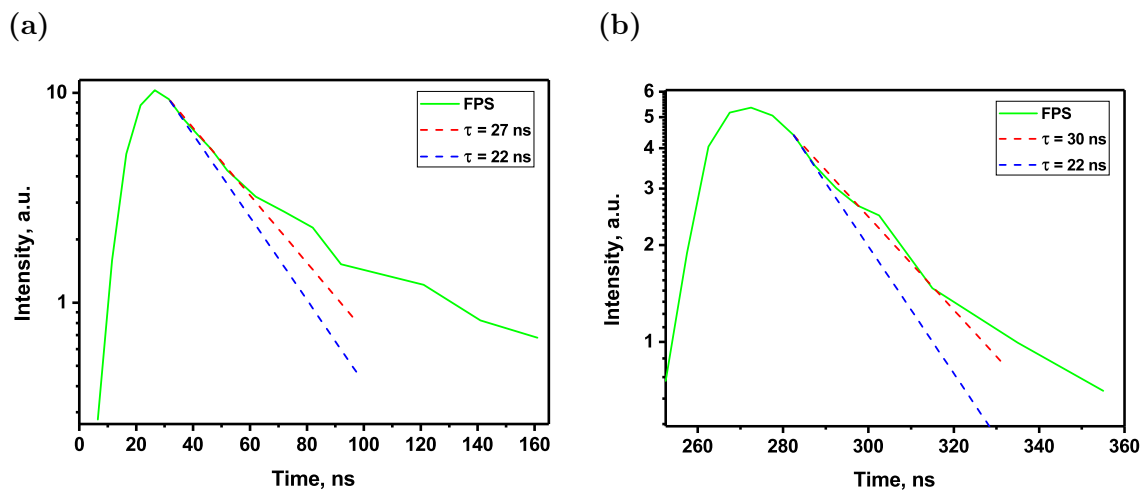 (a)
(b)
10
1
0
20
40
60
80
100
120
140
160
Time, ns
Intensity, a.u.
FPS
τ = 27 ns
τ = 22 ns
6
5
4
3
2
1
260
280
300
320
340
360
Time, ns
Intensity, a.u.
FPS
τ = 30 ns
τ = 22 ns